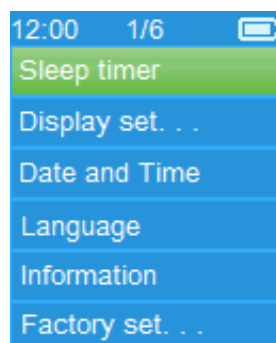 12:00 1/6
Sleep timer
Display set. . .
Date and Time
Language
Information
Factory set. . .